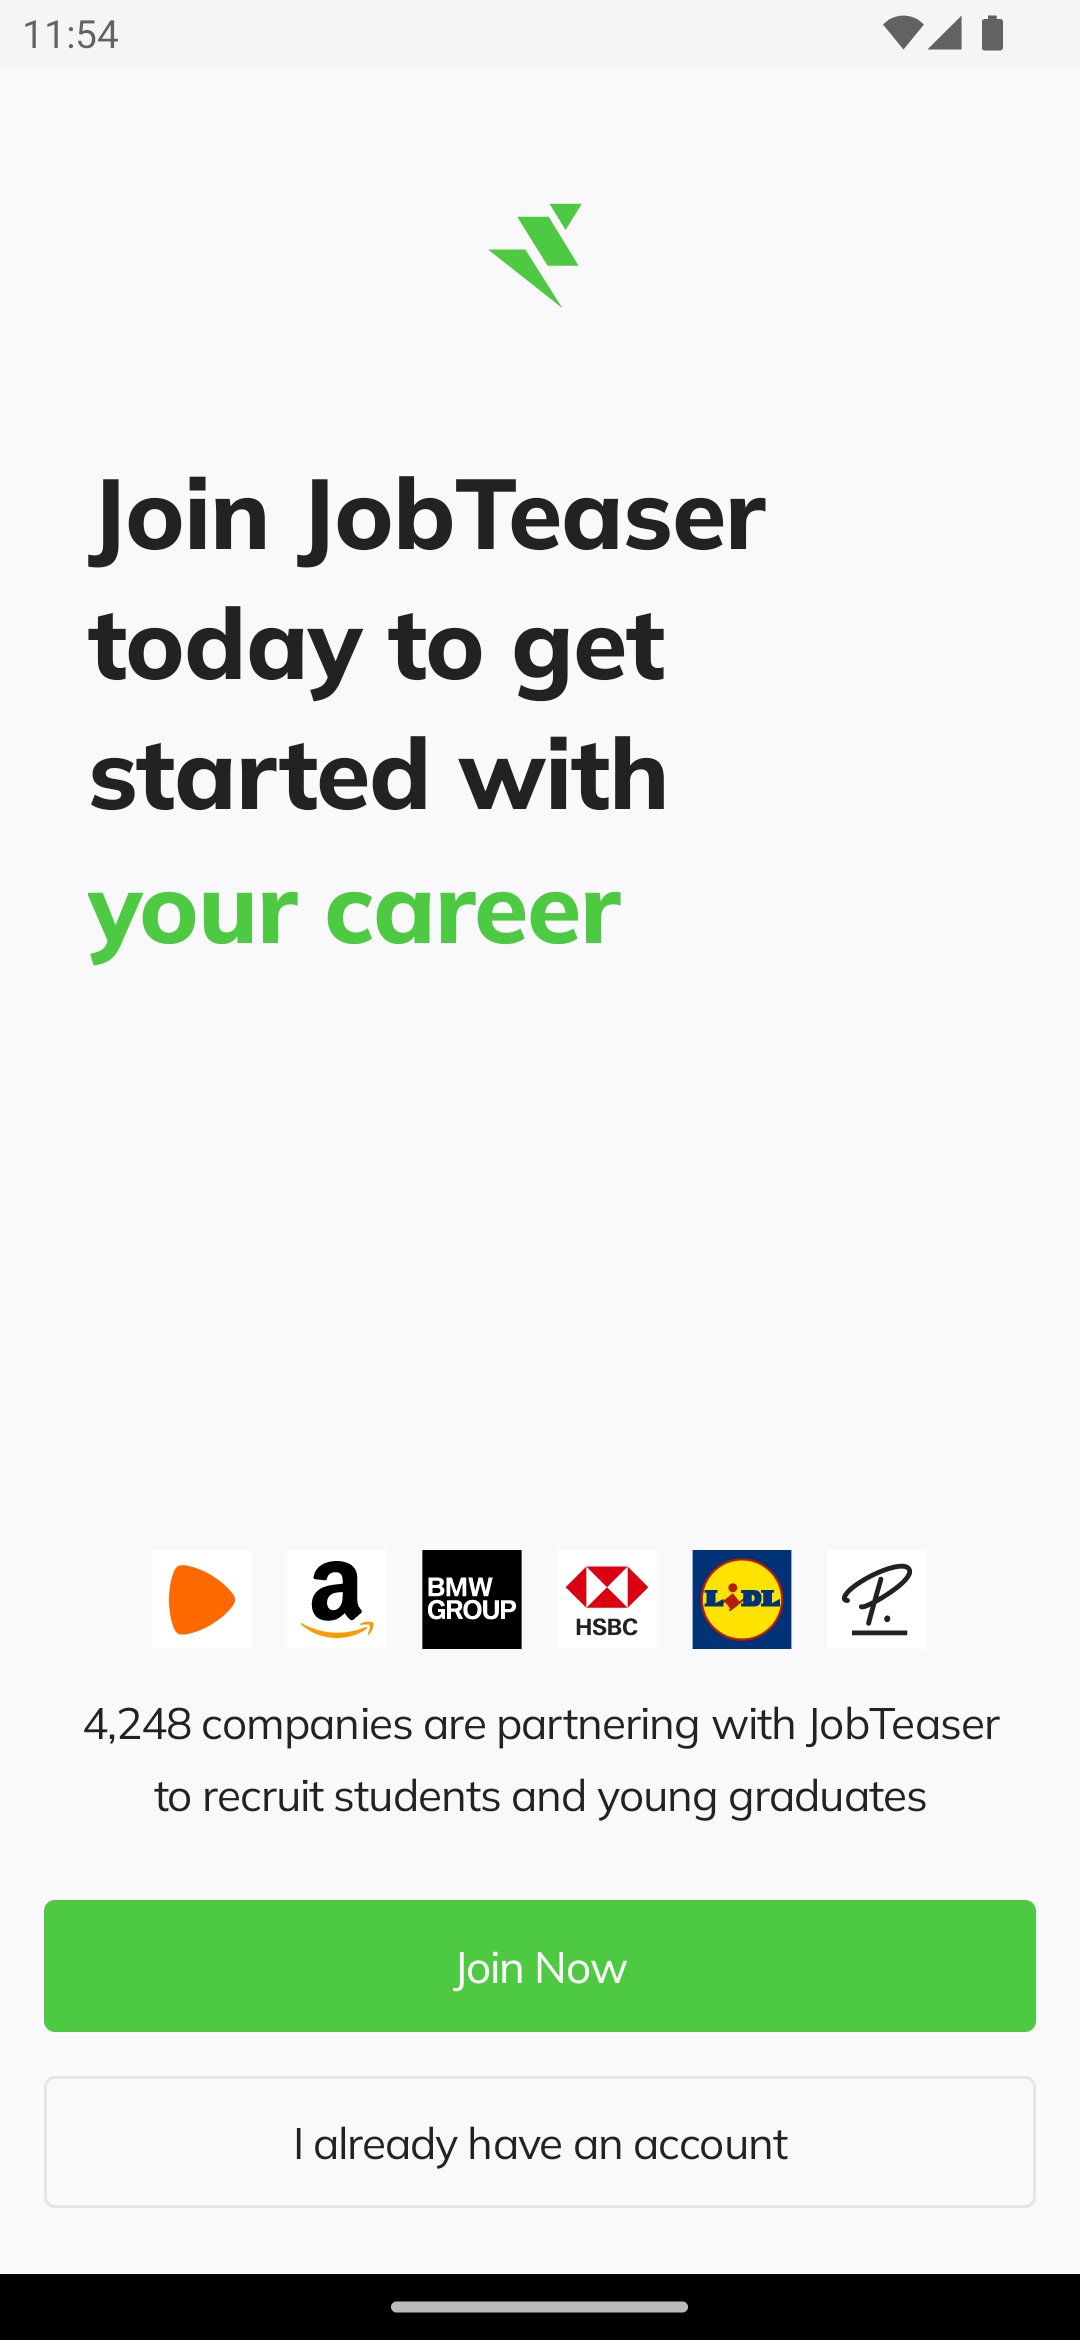 11:54
Join JobTeaser
today to get
started with
your career
a
BMW
GROUP
HSBC
LIDL
P.
4,248 companies are partnering with JobTeaser
to recruit students and young graduates
Join Now
I already have an account